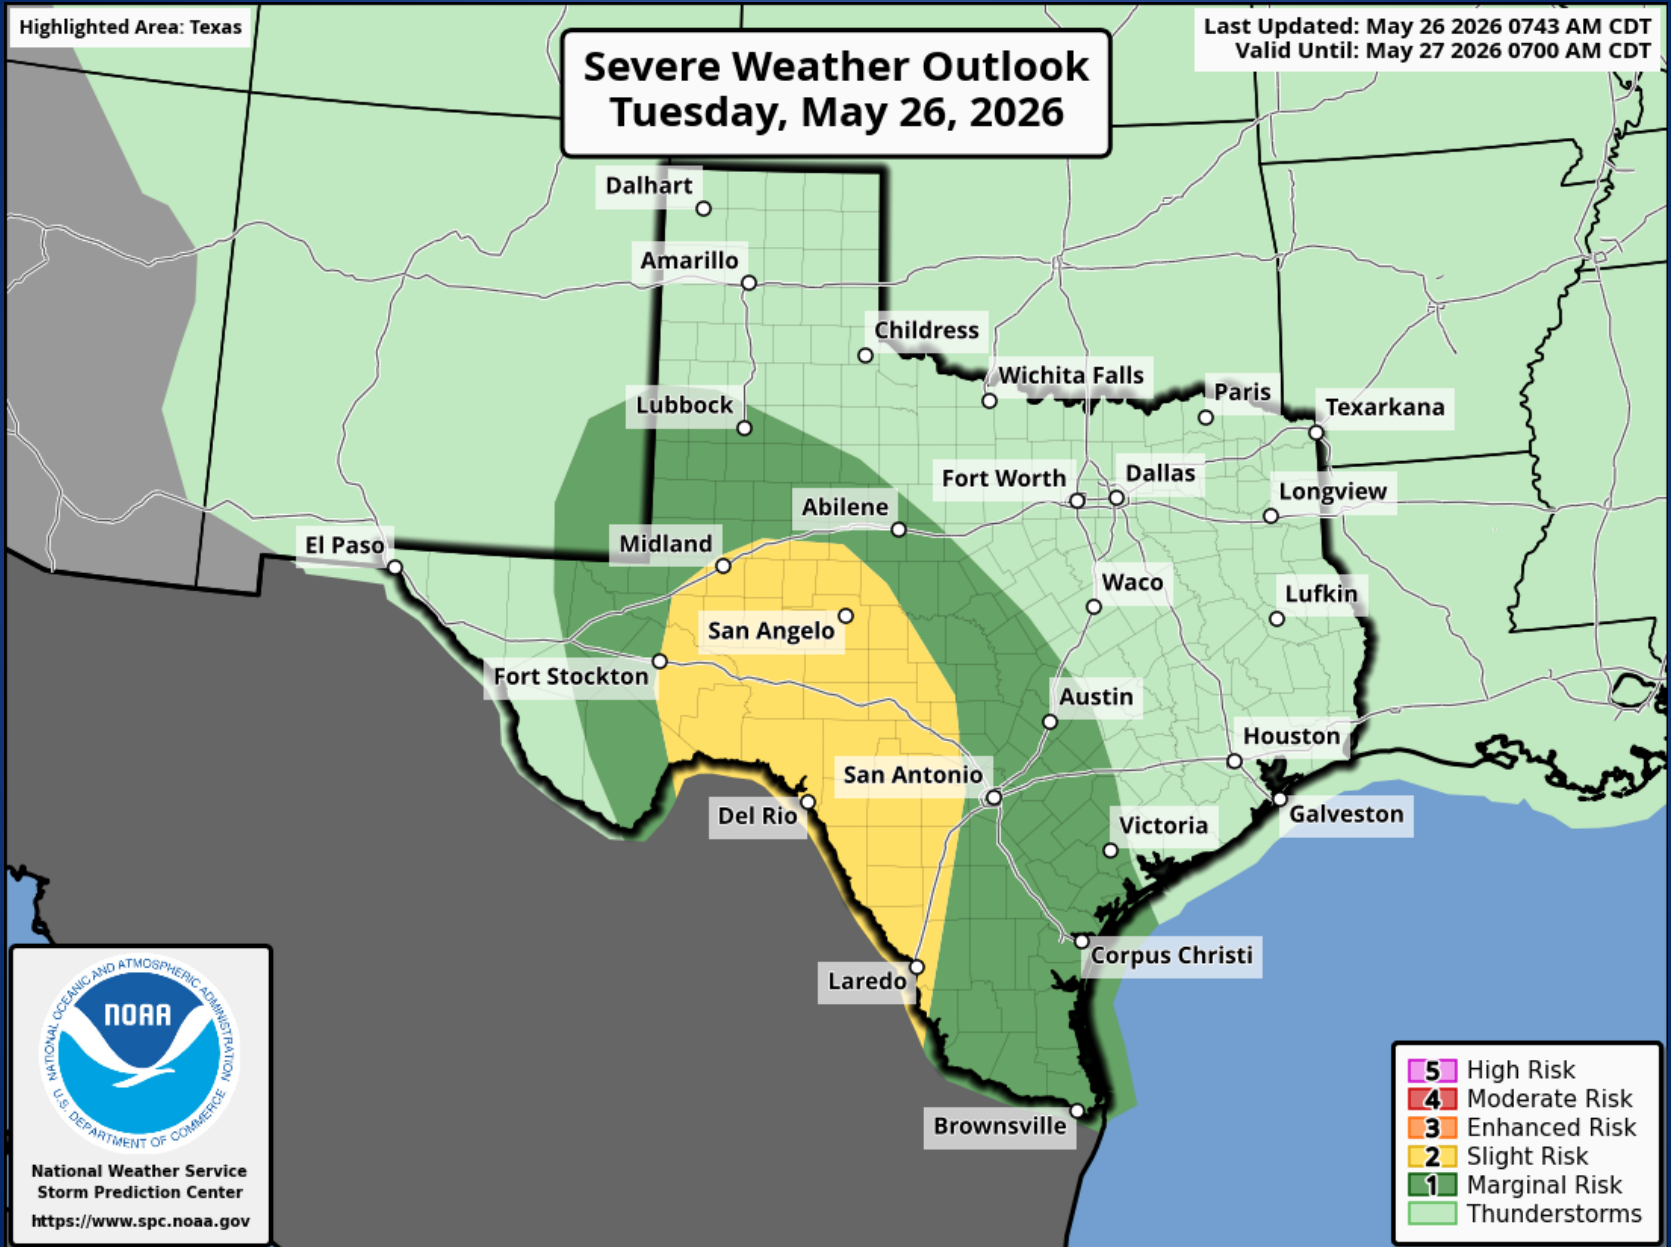 Highlighted Area: Texas
Severe Weather Outlook
Tuesday, May 26, 2026
Last Updated: May 26 2026 0743 AM CDT
Valid Until: May 27 2026 0700 AM CDT
Dalhart
Amarillo
Childress
Wichita Falls
Paris
Texarkana
Lubbock
Fort Worth
Dallas
Longview
Abilene
El Paso
Midland
Waco
Lufkin
San Angelo
Fort Stockton
Austin
Houston
San Antonio
Del Rio
Victoria
Galveston
Corpus Christi
Laredo
Brownsville
NATIONAL OCEANIC AND ATMOSPHERIC ADMINISTRATION
NOAA
U.S. DEPARTMENT OF COMMERCE
National Weather Service
Storm Prediction Center
https://www.spc.noaa.gov
5 High Risk
4 Moderate Risk
3 Enhanced Risk
2 Slight Risk
1 Marginal Risk
Thunderstorms